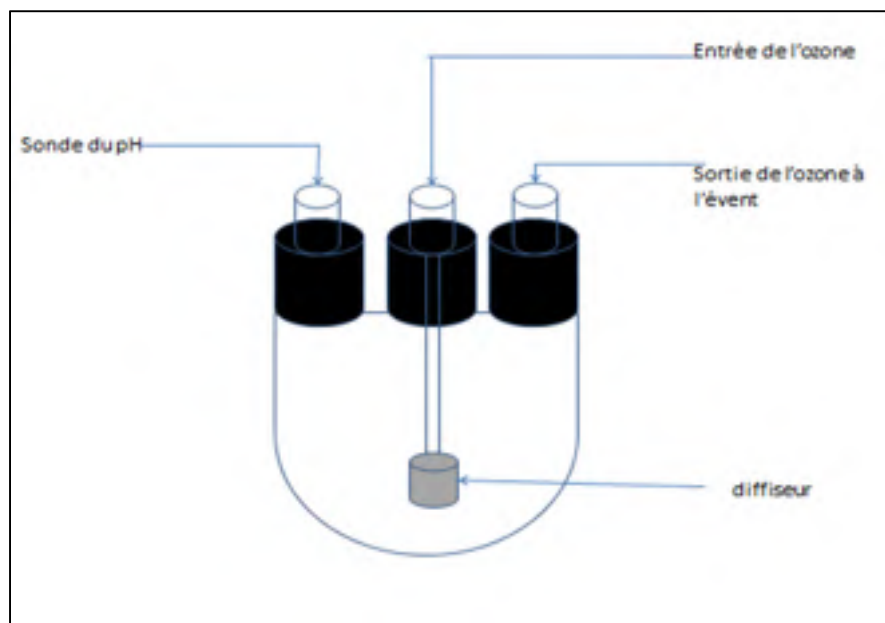 Entrée de l'ozone
Sonde du pH
Sortie de l'ozone à
l'évent
diffiseur